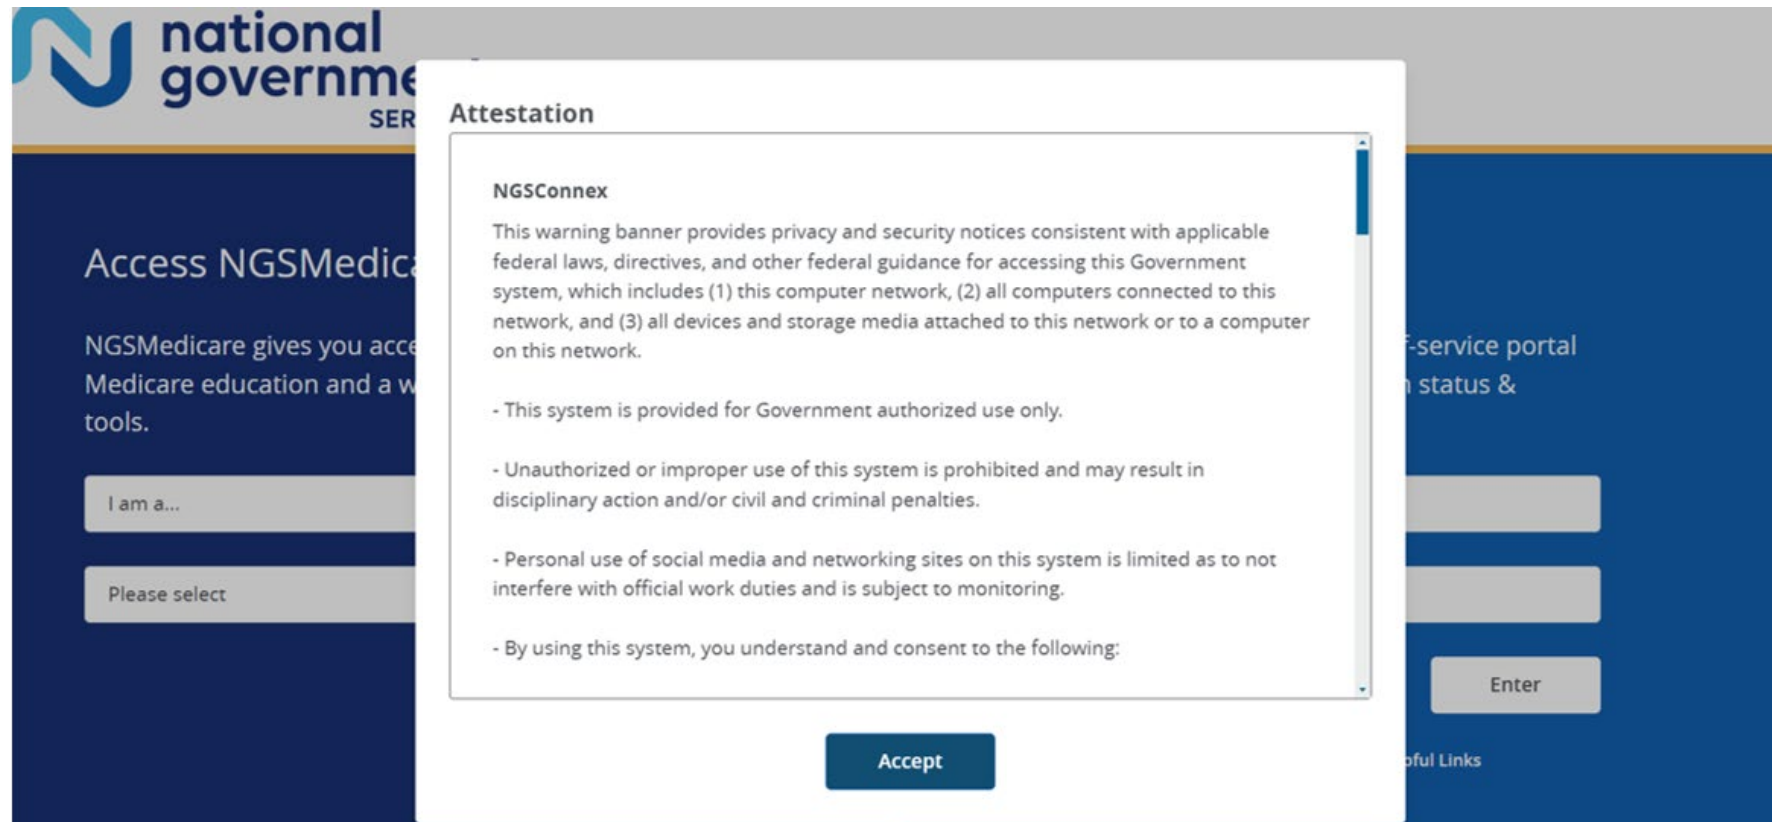 national
governme
SER
Attestation
NGSConnex
This warning banner provides privacy and security notices consistent with applicable
federal laws, directives, and other federal guidance for accessing this Government
system, which includes (1) this computer network, (2) all computers connected to this
network, and (3) all devices and storage media attached to this network or to a computer
on this network.
- This system is provided for Government authorized use only.
- Unauthorized or improper use of this system is prohibited and may result in
disciplinary action and/or civil and criminal penalties.
- Personal use of social media and networking sites on this system is limited as to not
interfere with official work duties and is subject to monitoring.
- By using this system, you understand and consent to the following:
Accept
Access NGSMedica
NGSMedicare gives you acce
Medicare education and a w
tools.
I am a...
Please select
f-service portal
status &
Enter
pful Links